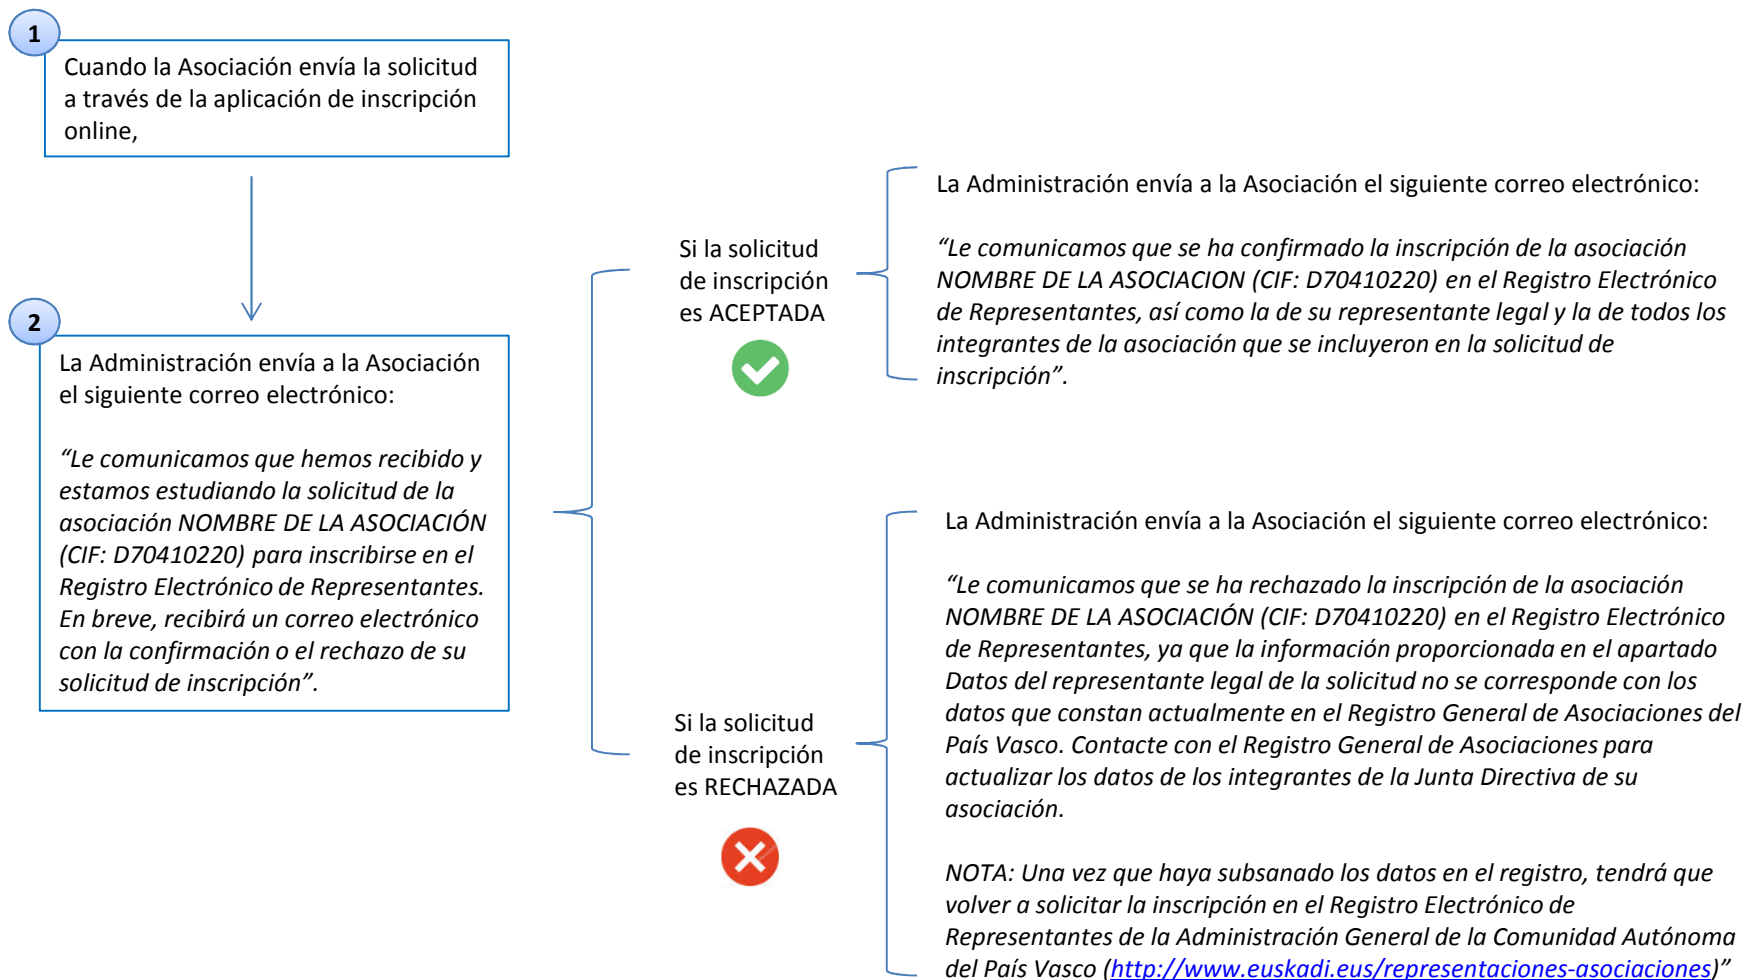 1
Cuando la Asociación envía la solicitud
a través de la aplicación de inscripción
online,
2
La Administración envía a la Asociación
el siguiente correo electrónico:
“Le comunicamos que hemos recibido y
estamos estudiando la solicitud de la
asociación NOMBRE DE LA ASOCIACIÓN
(CIF: D70410220) para inscribirse en el
Registro Electrónico de Representantes.
En breve, recibirá un correo electrónico
con la confirmación o el rechazo de su
solicitud de inscripción”.
Si la solicitud
de inscripción
es ACEPTADA
La Administración envía a la Asociación el siguiente correo electrónico:
“Le comunicamos que se ha confirmado la inscripción de la asociación
NOMBRE DE LA ASOCIACION (CIF: D70410220) en el Registro Electrónico
de Representantes, así como la de su representante legal y la de todos los
integrantes de la asociación que se incluyeron en la solicitud de
inscripción”.
Si la solicitud
de inscripción
es RECHAZADA
La Administración envía a la Asociación el siguiente correo electrónico:
“Le comunicamos que se ha rechazado la inscripción de la asociación
NOMBRE DE LA ASOCIACIÓN (CIF: D70410220) en el Registro Electrónico
de Representantes, ya que la información proporcionada en el apartado
Datos del representante legal de la solicitud no se corresponde con los
datos que constan actualmente en el Registro General de Asociaciones del
País Vasco. Contacte con el Registro General de Asociaciones para
actualizar los datos de los integrantes de la Junta Directiva de su
asociación.
NOTA: Una vez que haya subsanado los datos en el registro, tendrá que
volver a solicitar la inscripción en el Registro Electrónico de
Representantes de la Administración General de la Comunidad Autónoma
del País Vasco (http://www.euskadi.eus/representaciones-asociaciones)”